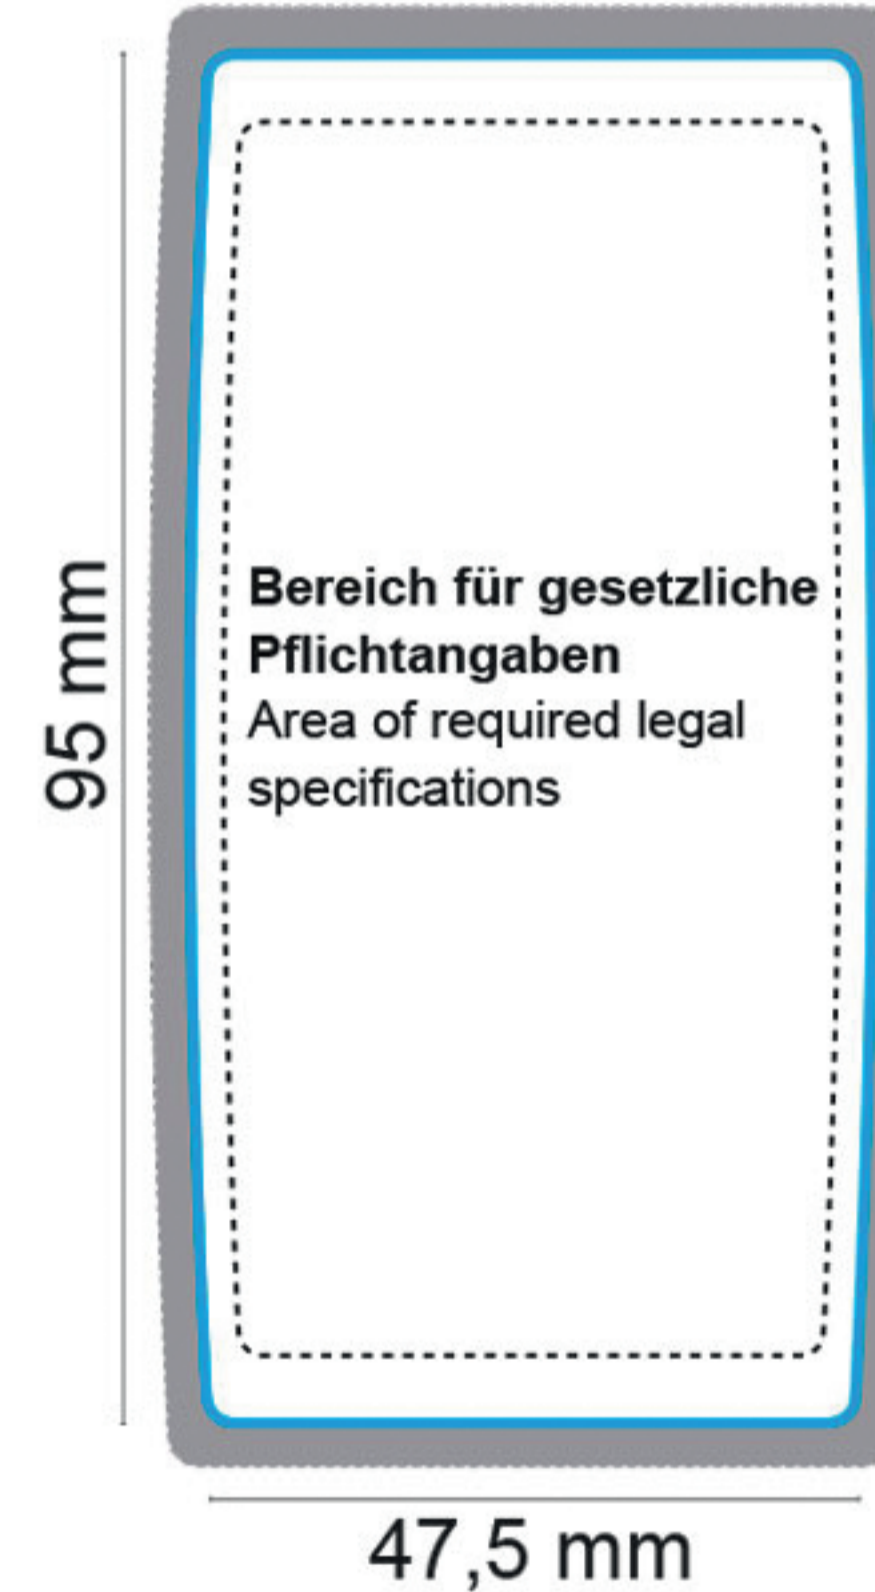 95 mm
Bereich für gesetzliche
Pflichtangaben
Area of required legal
specifications
47,5 mm